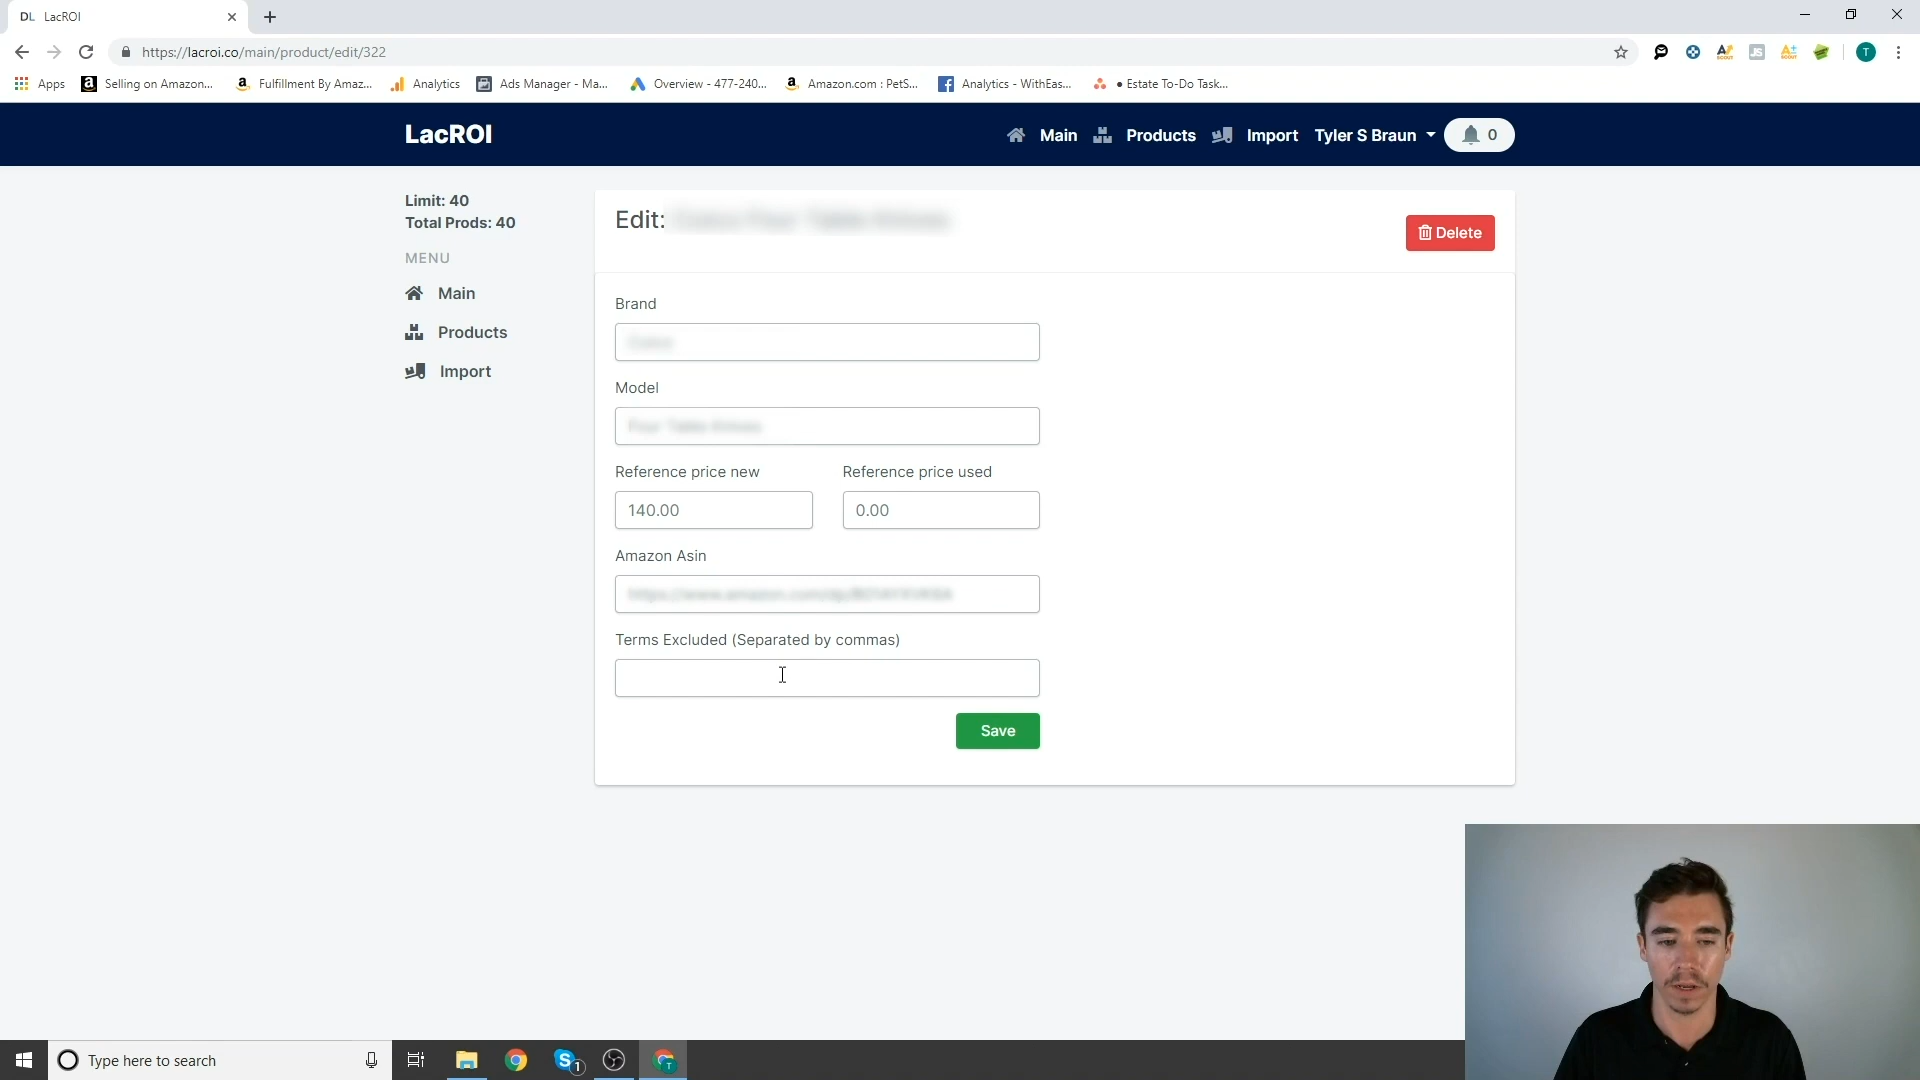 DL LacROI
https://lacroi.co/main/product/edit/322
T
Apps Selling on Amazon... Fulfillment By Amaz... Analytics Ads Manager - Ma... Overview - 477-240... Amazon.com : PetS... Analytics - WithEas... • Estate To-Do Task...
LacROI
Main Products Import Tyler S Braun 0
Limit: 40
Total Prods: 40
MENU
Main
Products
Import
Edit:
Delete
Brand
Model
Reference price new Reference price used
140.00 0.00
Amazon Asin
Terms Excluded (Separated by commas)
Save
Type here to search
1
T